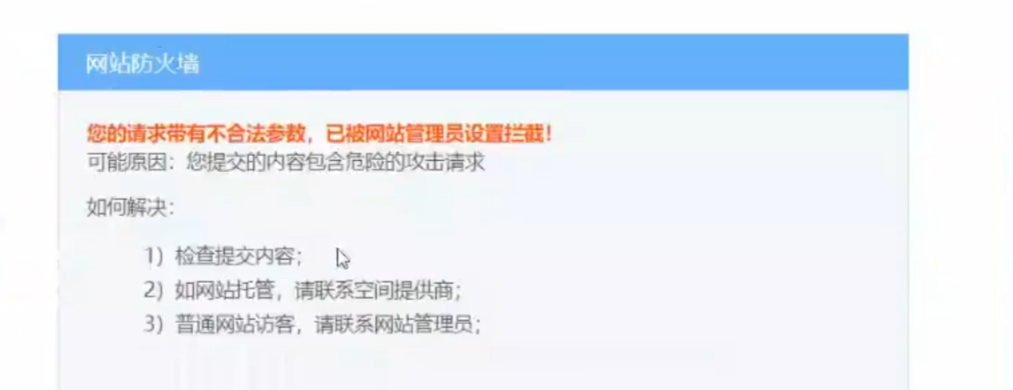 网站防火墙
您的请求带有不合法参数，已被网站管理员设置拦截！
可能原因：您提交的内容包含危险的攻击请求
如何解决：
1）检查提交内容；
2）如网站托管，请联系空间提供商；
3）普通网站访客，请联系网站管理员；